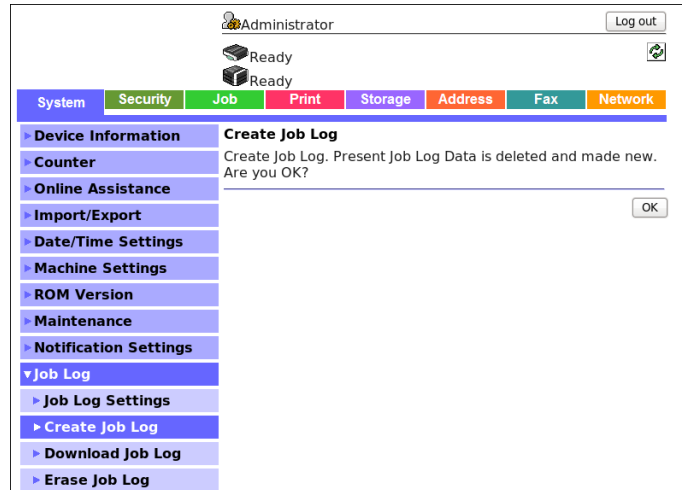 Administrator
Log out
Ready
Ready
System Security Job Print Storage Address Fax Network
Device Information
Counter
Online Assistance
Import/Export
Date/Time Settings
Machine Settings
ROM Version
Maintenance
Notification Settings
Job Log
Job Log Settings
Create Job Log
Download Job Log
Erase Job Log
Create Job Log
Create Job Log. Present Job Log Data is deleted and made new.
Are you OK?
OK